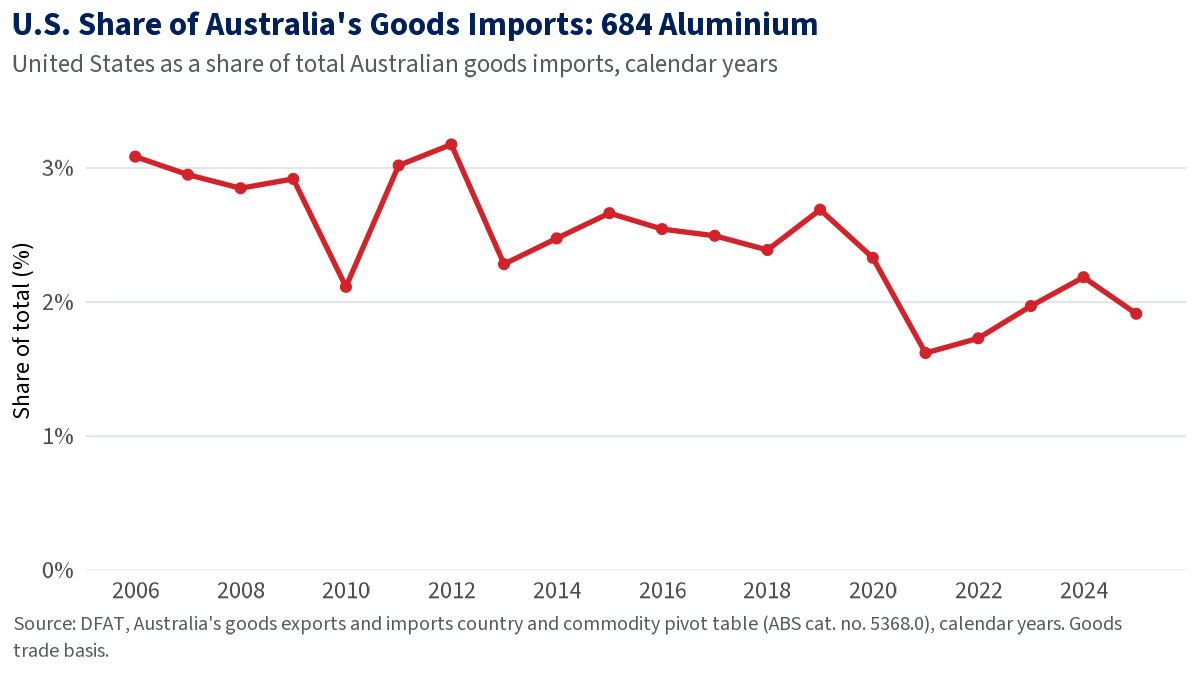 U.S. Share of Australia's Goods Imports: 684 Aluminium
United States as a share of total Australian goods imports, calendar years
Share of total (%)
3%
2%
1%
0%
2006 2008 2010 2012 2014 2016 2018 2020 2022 2024
Source: DFAT, Australia's goods exports and imports country and commodity pivot table (ABS cat. no. 5368.0), calendar years. Goods
trade basis.